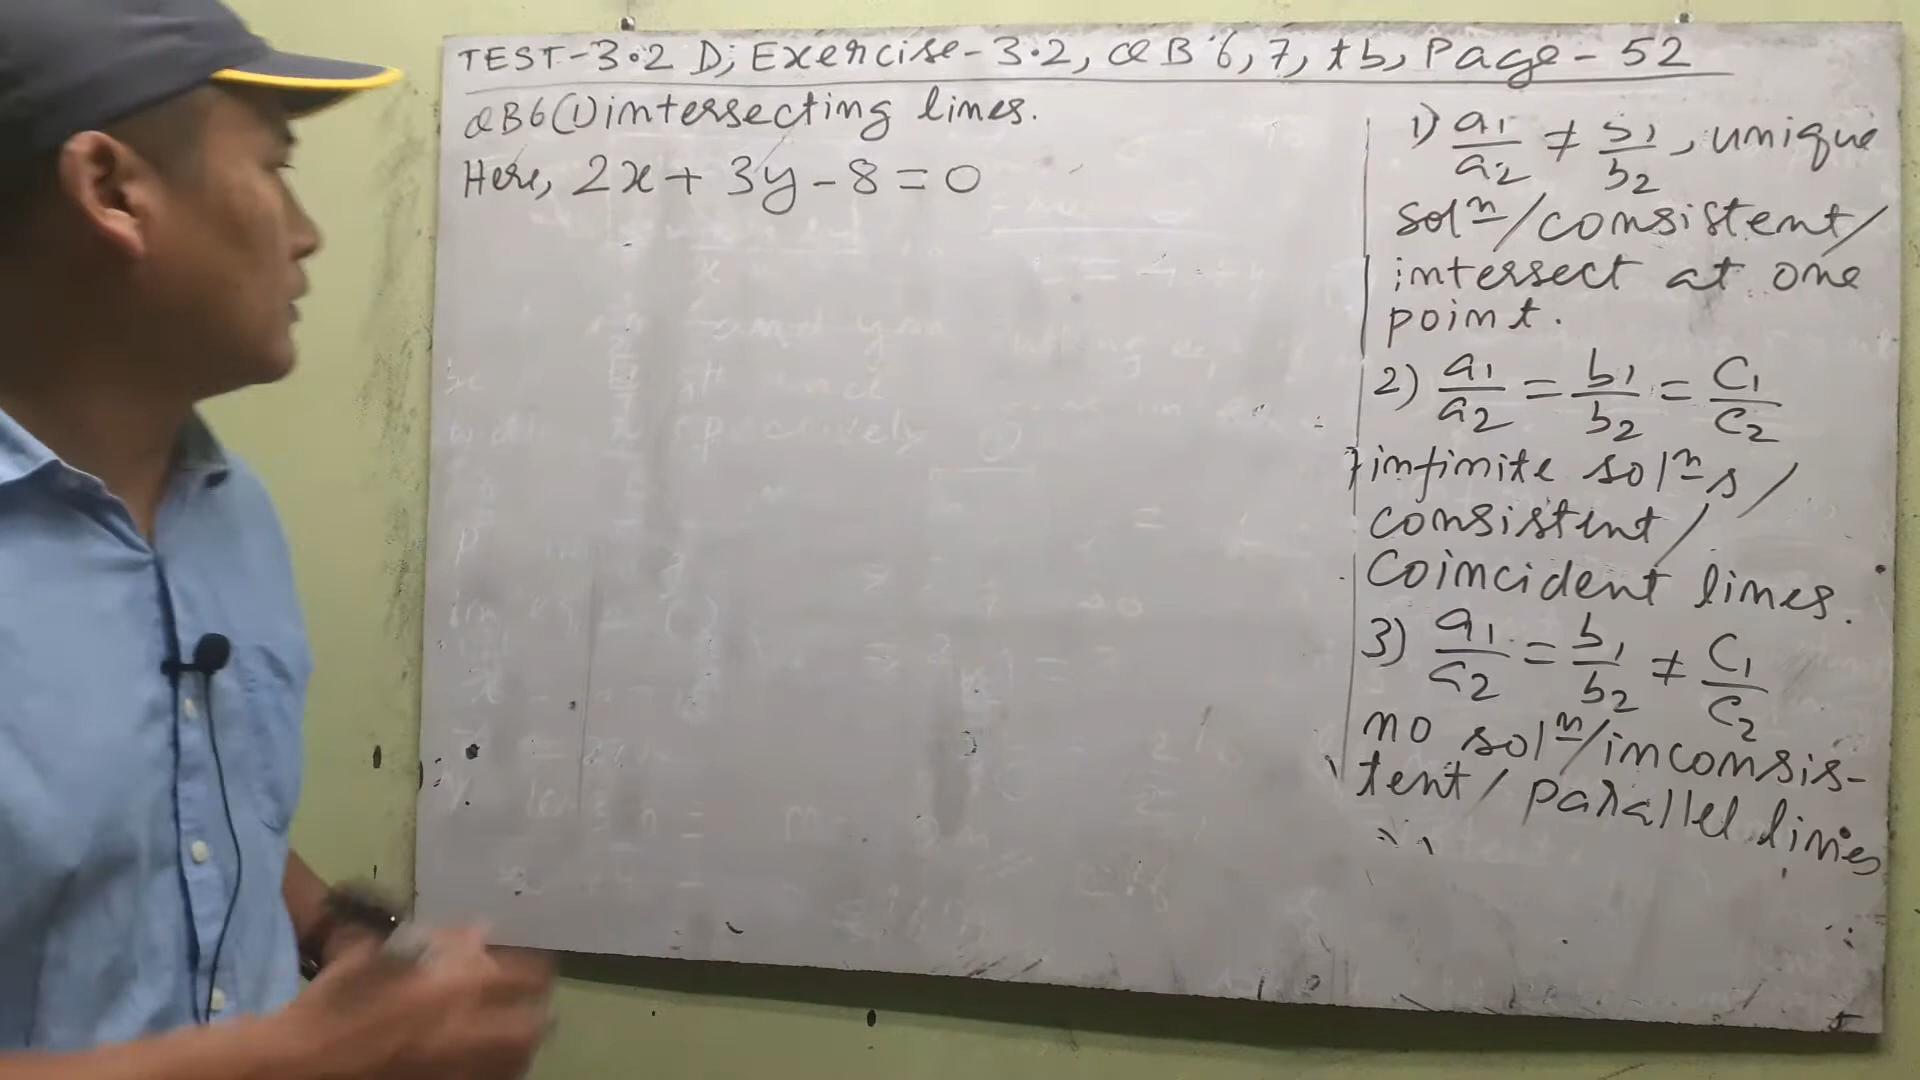 TEST-3.2 D; Exercise-3.2, QB 6, 7, tb, Page-52
QB6(1) intersecting lines.
Here, 2x + 3y - 8 = 0
1) a₁/a₂ ≠ b₁/b₂, unique
solⁿ/consistent/
intersect at one
point.
2) a₁/a₂ = b₁/b₂ = C₁/C₂
infinite solⁿs/
consistent/
Coincident lines.
3) a₁/a₂ = b₁/b₂ ≠ C₁/C₂
no solⁿ/inconsis-
tent/parallel lines